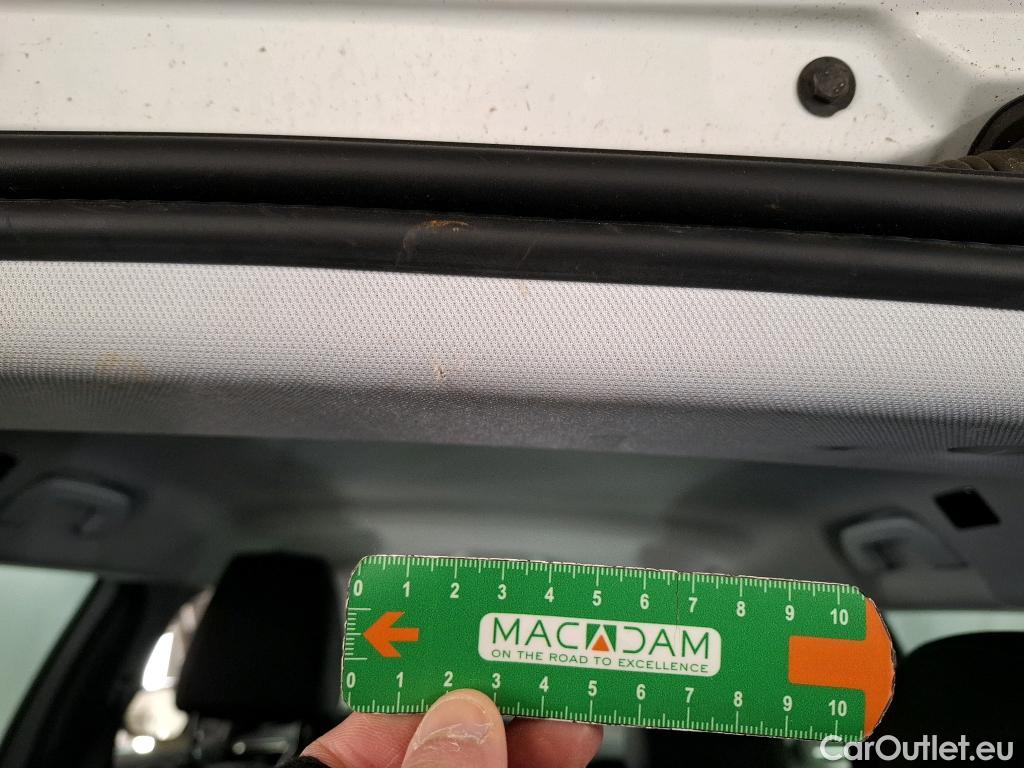 0 1 2 3 4 5 6 7 8 9 10
MACADAM
ON THE ROAD TO EXCELLENCE
0 1 2 3 4 5 6 7 8 9 10
CarOutlet.eu